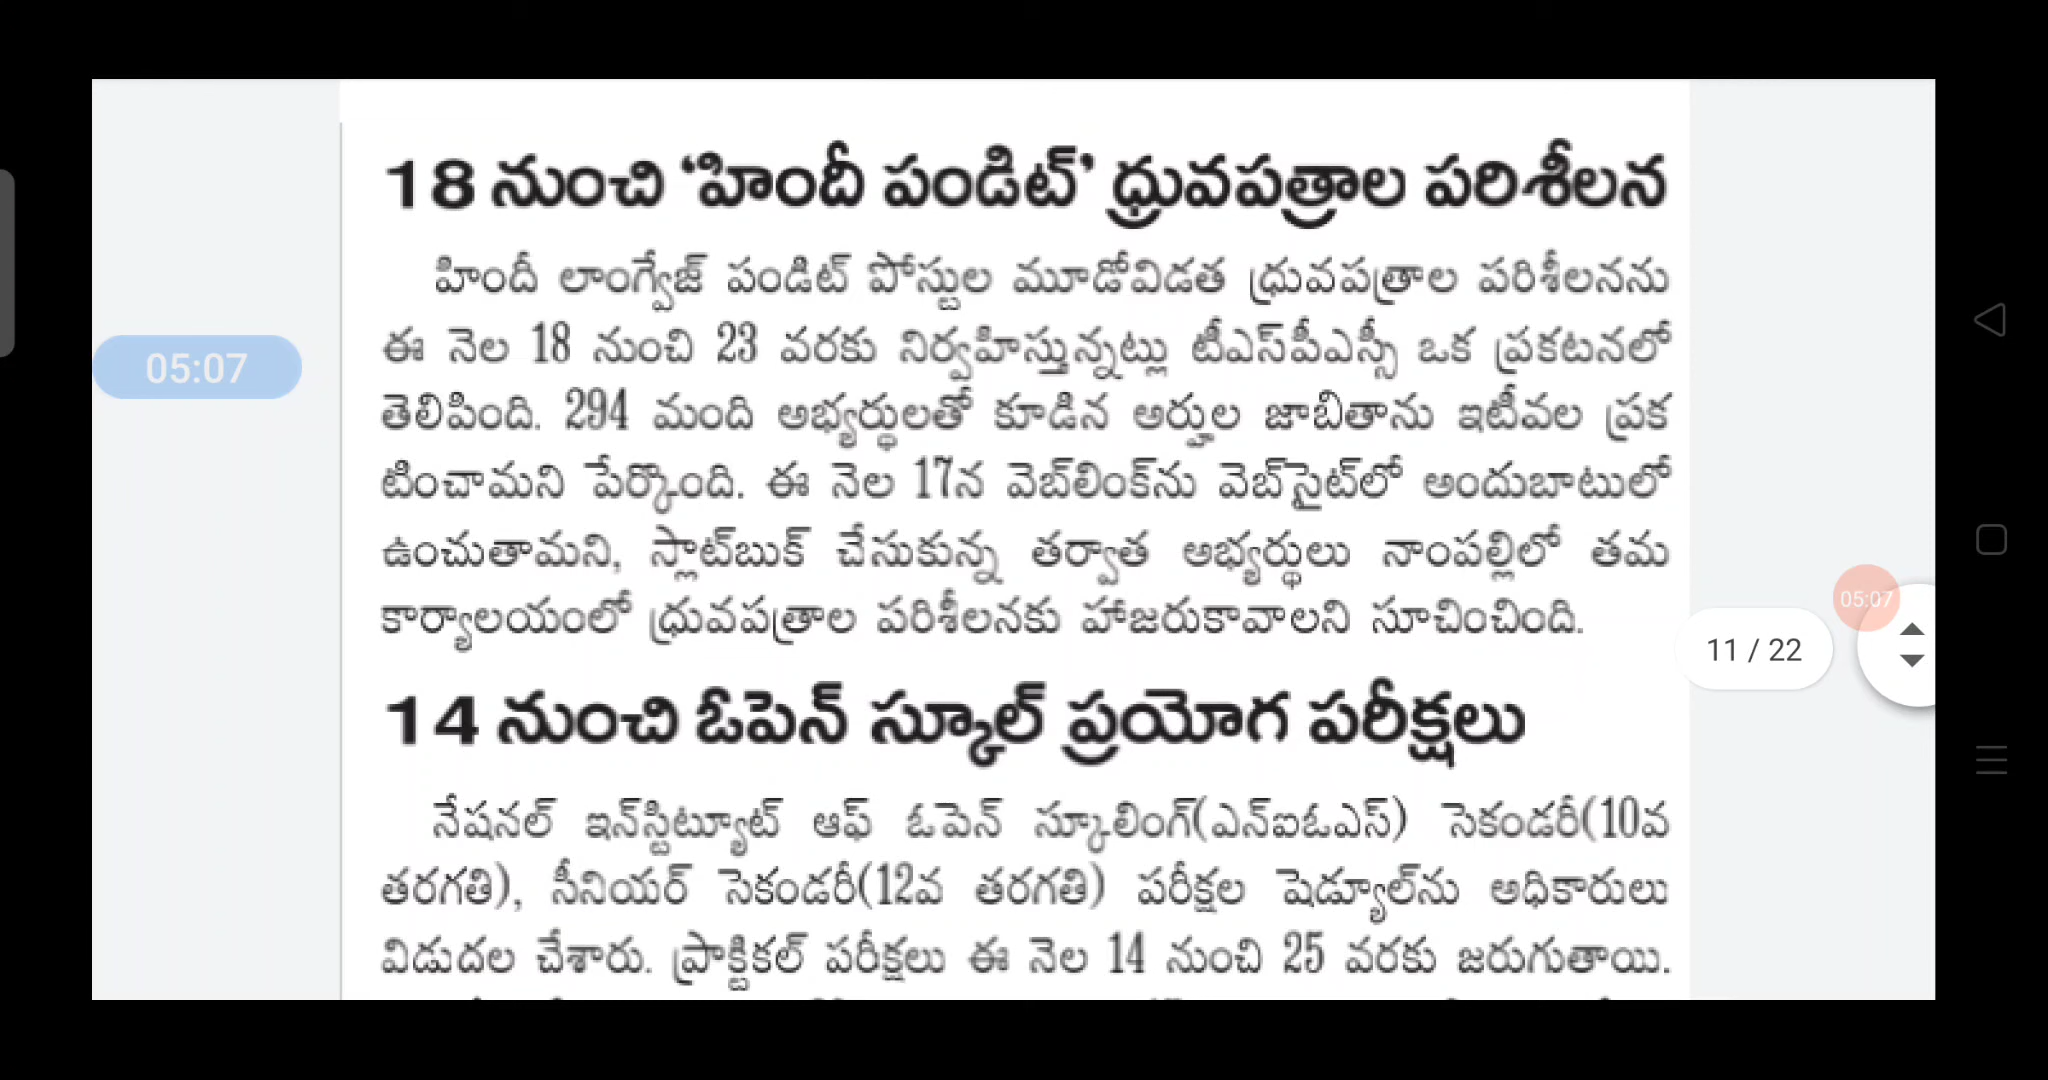 18 నుంచి ‘హిందీ పండిట్’ ధ్రువపత్రాల పరిశీలన
హిందీ లాంగ్వేజ్ పండిట్ పోస్టుల మూడోవిడత ధ్రువపత్రాల పరిశీలనను
ఈ నెల 18 నుంచి 23 వరకు నిర్వహిస్తున్నట్లు టీఎస్‌పీఎస్సీ ఒక ప్రకటనలో
తెలిపింది. 294 మంది అభ్యర్థులతో కూడిన అర్హుల జాబితాను ఇటీవల ప్రక
టించామని పేర్కొంది. ఈ నెల 17న వెబ్‌లింక్‌ను వెబ్‌సైట్‌లో అందుబాటులో
05:07
ఉంచుతామని, స్లాట్‌బుక్ చేసుకున్న తర్వాత అభ్యర్థులు నాంపల్లిలో తమ
కార్యాలయంలో ధ్రువపత్రాల పరిశీలనకు హాజరుకావాలని సూచించింది.
05:07
11 / 22
14 నుంచి ఓపెన్ స్కూల్ ప్రయోగ పరీక్షలు
నేషనల్ ఇన్‌స్టిట్యూట్ ఆఫ్ ఓపెన్ స్కూలింగ్(ఎన్ఐఓఎస్) సెకండరీ(10వ
తరగతి), సీనియర్ సెకండరీ(12వ తరగతి) పరీక్షల షెడ్యూల్‌ను అధికారులు
విడుదల చేశారు. ప్రాక్టికల్ పరీక్షలు ఈ నెల 14 నుంచి 25 వరకు జరుగుతాయి.